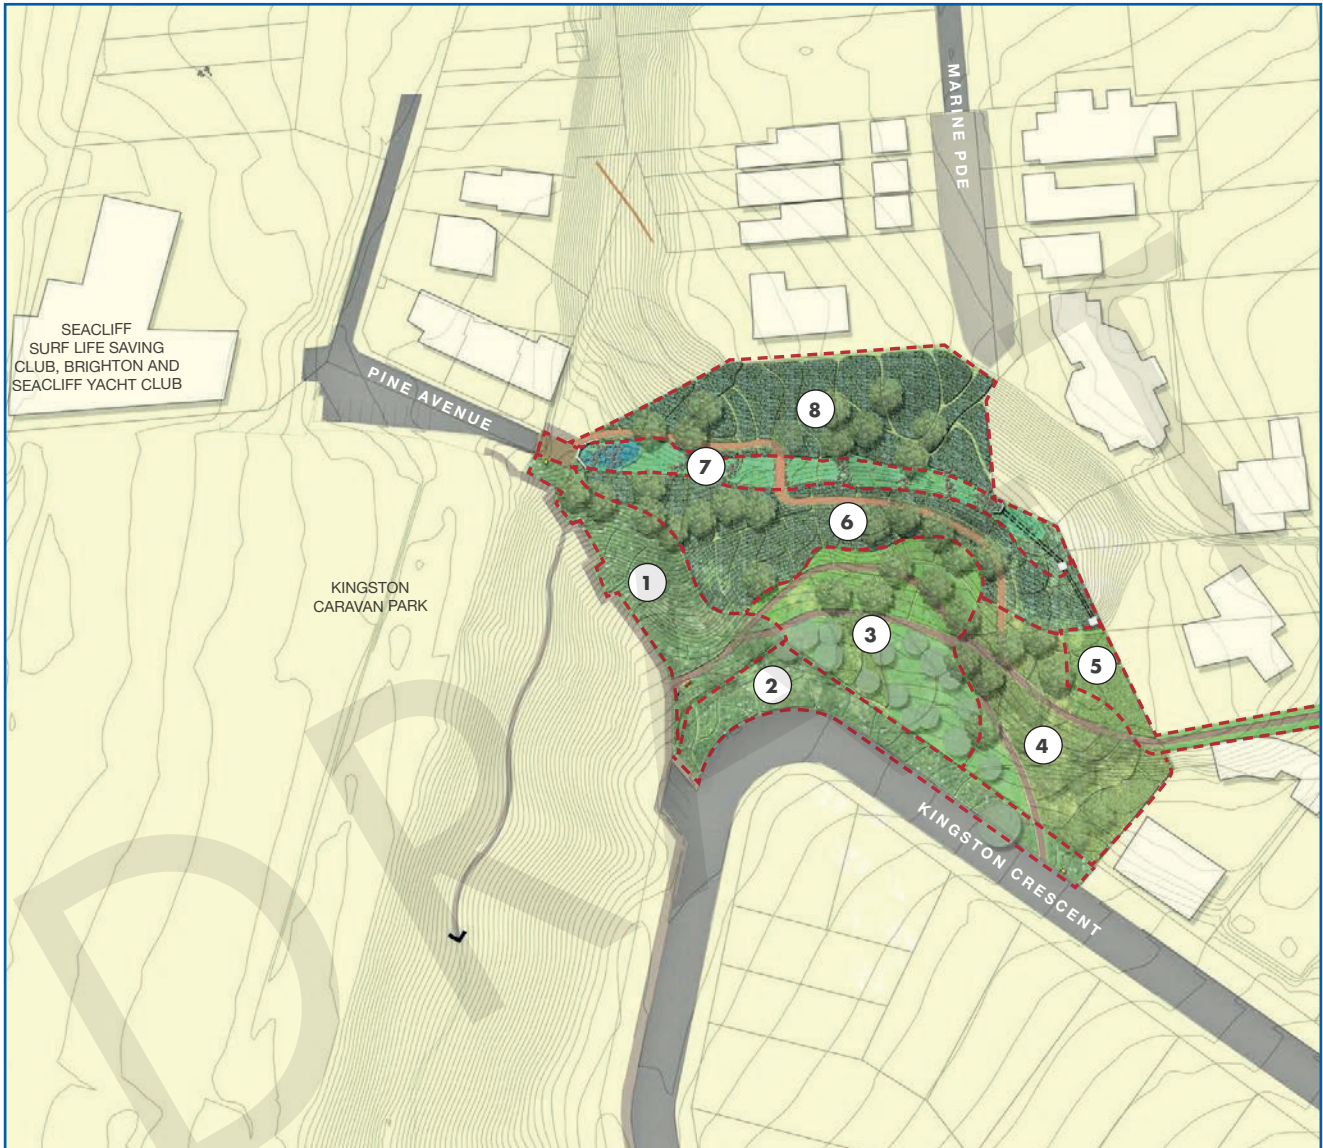 MARINE PDE
SEACLIFF
SURF LIFE SAVING
CLUB, BRIGHTON AND
SEACLIFF YACHT CLUB
PINE AVENUE
8
7
6
KINGSTON
CARAVAN PARK
1
3
5
2
4
KINGSTON CRESCENT
DR